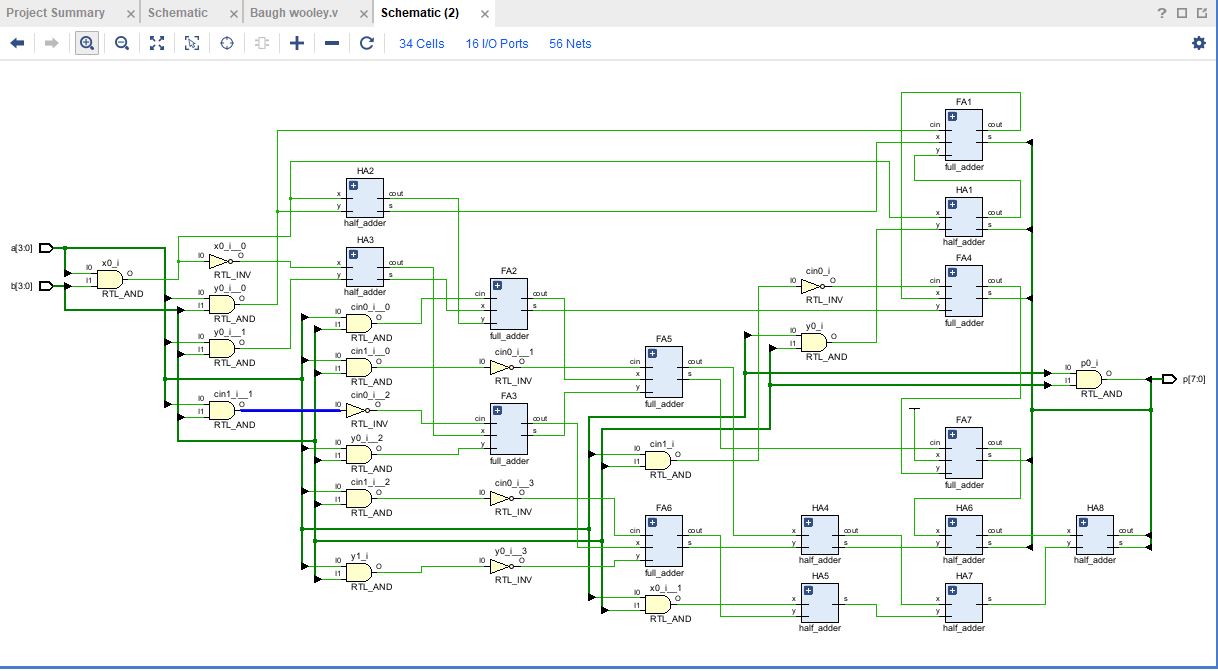 Project Summary × Schematic × Baugh wooley.v × Schematic (2) ×
34 Cells 16 I/O Ports 56 Nets
FA1
cin cout
x s
y
full_adder
HA2
x cout
y s
half_adder
HA1
x cout
y s
half_adder
a[3:0]
b[3:0]
x0_i
I0 O
I1
RTL_AND
x0_i__0
I0 O
RTL_INV
HA3
x cout
y s
half_adder
FA4
cin cout
x s
y
full_adder
y0_i__0
I0 O
I1
RTL_AND
FA2
cin cout
x s
y
full_adder
cin0_i
I0 O
RTL_INV
cin0_i__0
I0 O
I1
RTL_AND
y0_i__1
I0 O
I1
RTL_AND
y0_i
I0 O
I1
RTL_AND
cin1_i__0
I0 O
I1
RTL_AND
cin0_i__1
I0 O
RTL_INV
FA5
cin cout
x s
y
full_adder
p0_i
I0 O
I1
RTL_AND
p[7:0]
cin1_i__1
I0 O
I1
RTL_AND
cin0_i__2
I0 O
RTL_INV
FA3
cin cout
x s
y
full_adder
FA7
cin cout
x s
y
full_adder
y0_i__2
I0 O
I1
RTL_AND
cin1_i
I0 O
I1
RTL_AND
cin1_i__2
I0 O
I1
RTL_AND
cin0_i__3
I0 O
RTL_INV
FA6
cin cout
x s
y
full_adder
HA4
x cout
y s
half_adder
HA6
x cout
y s
half_adder
HA8
x cout
y s
half_adder
y1_i
I0 O
I1
RTL_AND
y0_i__3
I0 O
RTL_INV
x0_i__1
I0 O
I1
RTL_AND
HA5
x s
y
half_adder
HA7
x s
y
half_adder